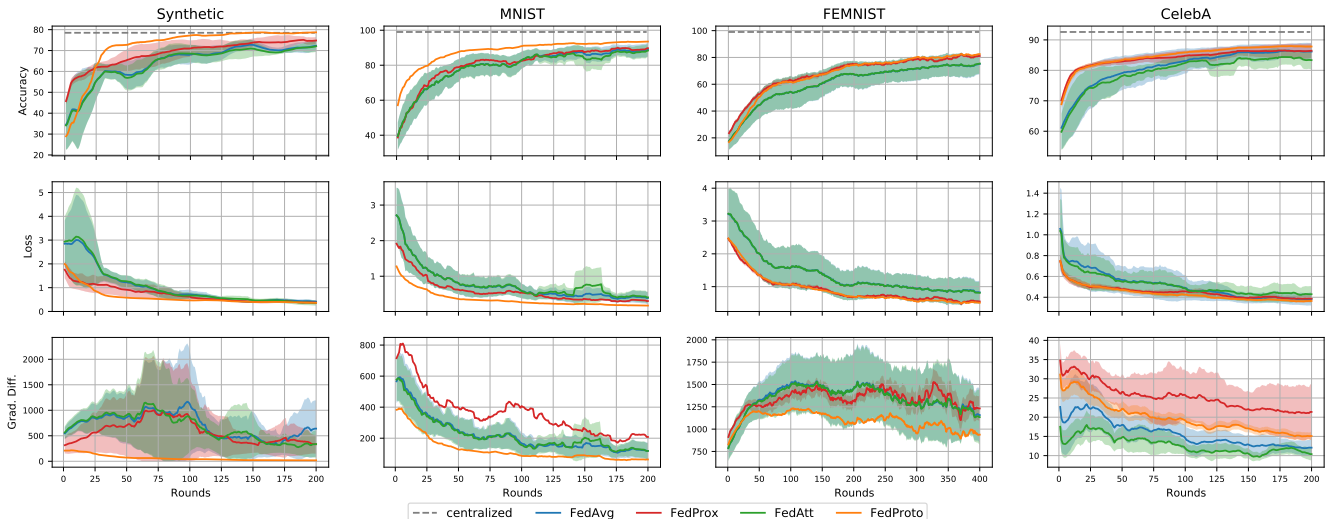 Synthetic MNIST FEMNIST CelebA
Accuracy
80 70 60 50 40 30 20
100 80 60 40
100 80 60 40 20
90 80 70 60
Loss
5 4 3 2 1 0
3 2 1
4 3 2 1
1.4 1.2 1.0 0.8 0.6 0.4
Grad. Diff.
2000 1500 1000 500 0
800 600 400 200
2000 1750 1500 1250 1000 750
40 35 30 25 20 15 10
0 25 50 75 100 125 150 175 200
0 25 50 75 100 125 150 175 200
0 50 100 150 200 250 300 350 400
0 25 50 75 100 125 150 175 200
Rounds Rounds Rounds Rounds
centralized FedAvg FedProx FedAtt FedProto